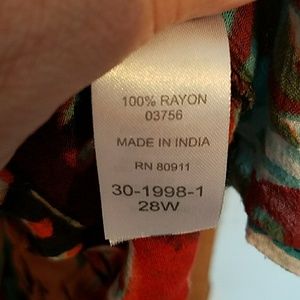 100% RAYON
03756
MADE IN INDIA
RN 80911
30-1998-1
28W